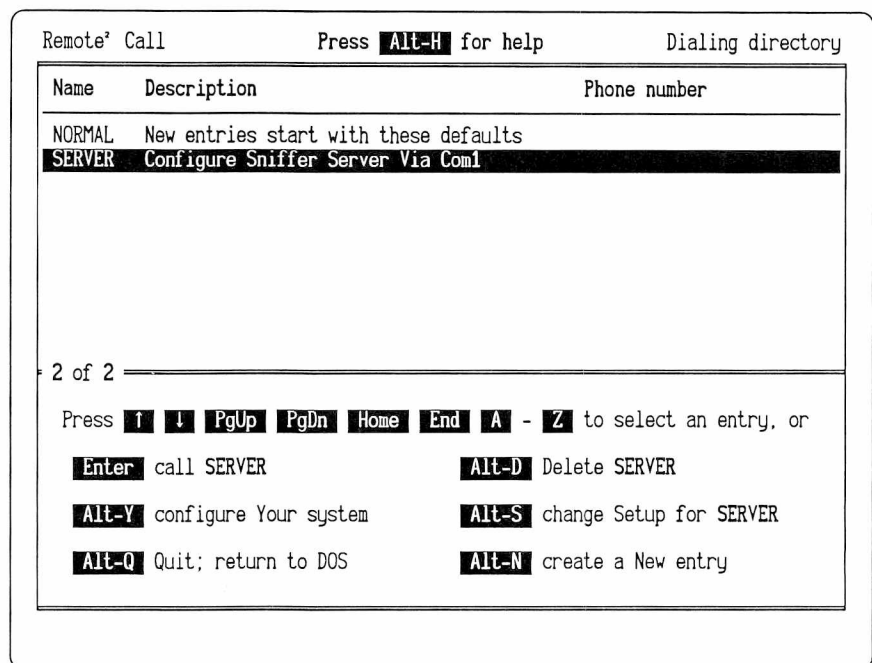 Remote² Call Press Alt-H for help Dialing directory
Name Description Phone number
NORMAL New entries start with these defaults
SERVER Configure Sniffer Server Via Com1
2 of 2
Press ↑ ↓ PgUp PgDn Home End A - Z to select an entry, or
Enter call SERVER Alt-D Delete SERVER
Alt-Y configure Your system Alt-S change Setup for SERVER
Alt-Q Quit; return to DOS Alt-N create a New entry